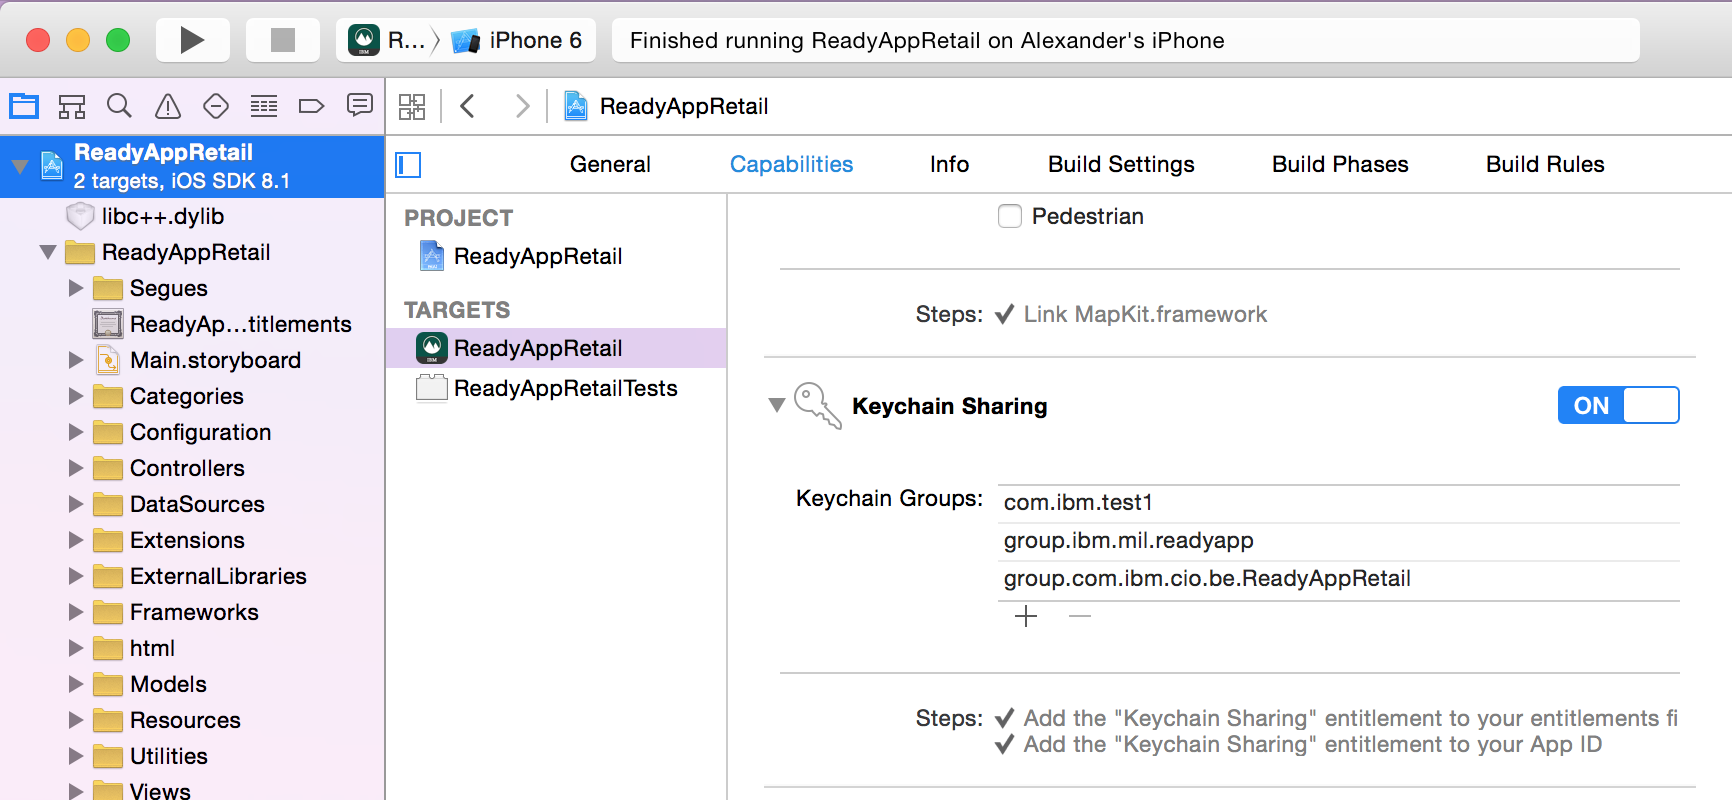 R... iPhone 6
Finished running ReadyAppRetail on Alexander's iPhone
ReadyAppRetail
ReadyAppRetail
2 targets, iOS SDK 8.1
libc++.dylib
ReadyAppRetail
Segues
ReadyAp...titlements
Main.storyboard
Categories
Configuration
Controllers
DataSources
Extensions
ExternalLibraries
Frameworks
html
Models
Resources
Utilities
Views
General Capabilities Info Build Settings Build Phases Build Rules
PROJECT
ReadyAppRetail
TARGETS
ReadyAppRetail
ReadyAppRetailTests
Pedestrian
Steps: ✓ Link MapKit.framework
Keychain Sharing ON
Keychain Groups: com.ibm.test1
group.ibm.mil.readyapp
group.com.ibm.cio.be.ReadyAppRetail
Steps: ✓ Add the "Keychain Sharing" entitlement to your entitlements fi
✓ Add the "Keychain Sharing" entitlement to your App ID